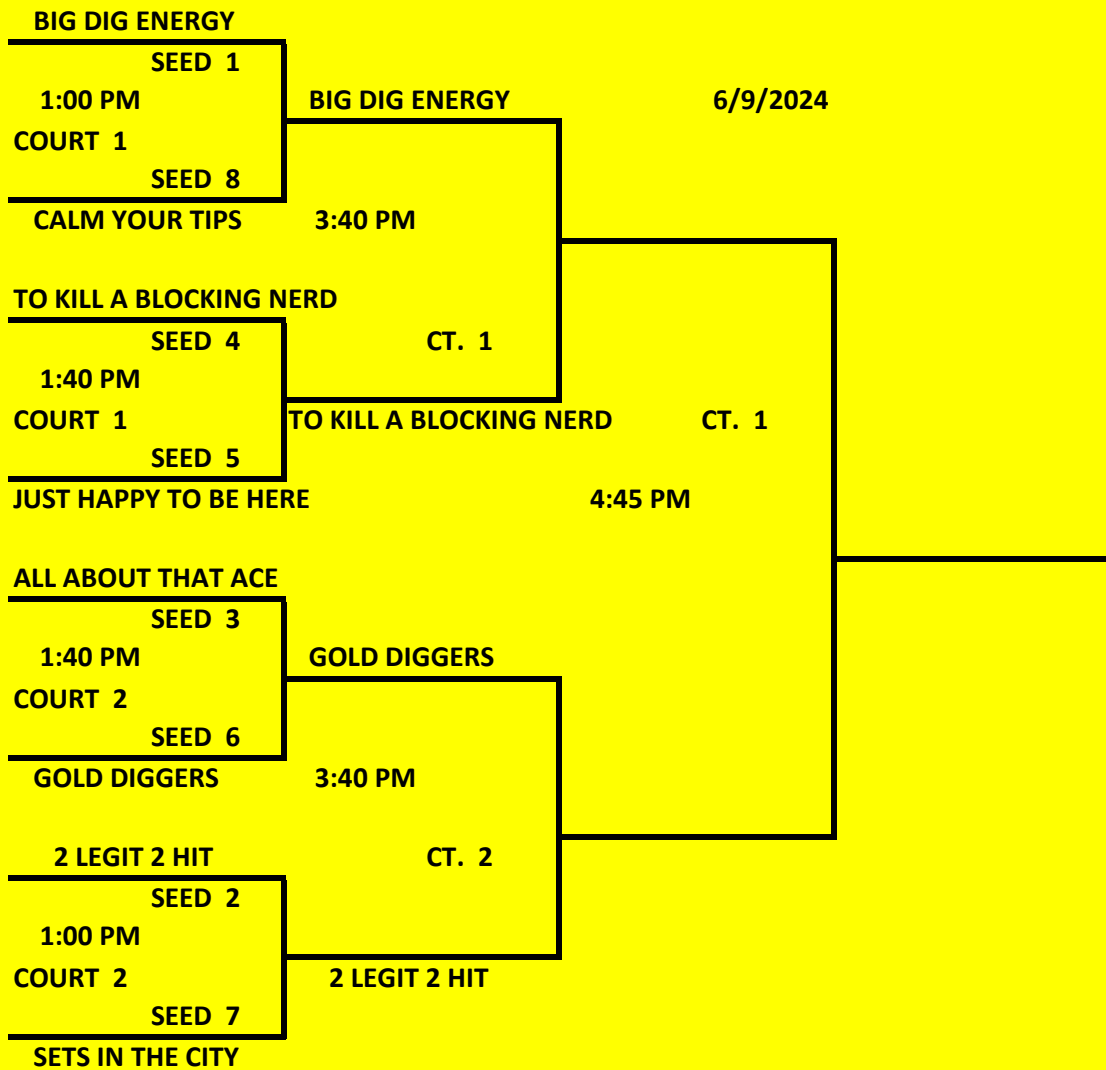 BIG DIG ENERGY
SEED 1
1:00 PM BIG DIG ENERGY 6/9/2024
COURT 1
SEED 8
CALM YOUR TIPS 3:40 PM
TO KILL A BLOCKING NERD
SEED 4 CT. 1
1:40 PM
COURT 1 TO KILL A BLOCKING NERD CT. 1
SEED 5
JUST HAPPY TO BE HERE 4:45 PM
ALL ABOUT THAT ACE
SEED 3
1:40 PM GOLD DIGGERS
COURT 2
SEED 6
GOLD DIGGERS 3:40 PM
2 LEGIT 2 HIT CT. 2
SEED 2
1:00 PM
COURT 2 2 LEGIT 2 HIT
SEED 7
SETS IN THE CITY